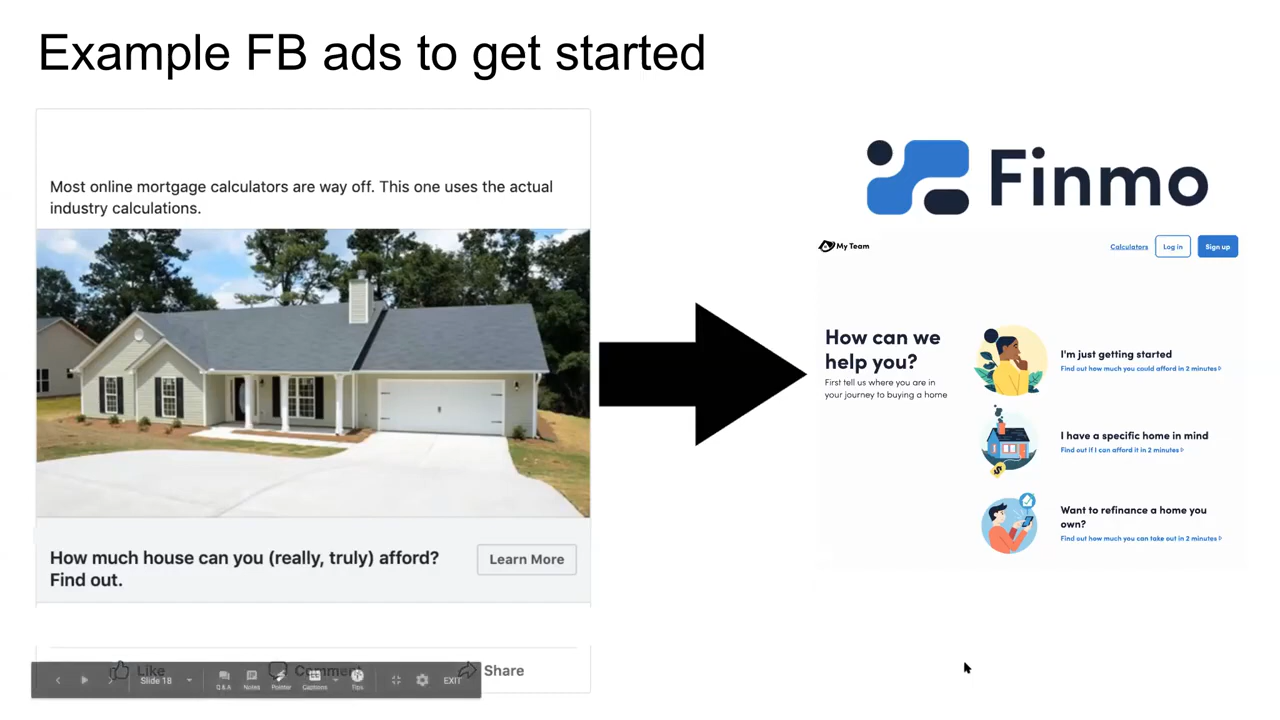 Example FB ads to get started
Most online mortgage calculators are way off. This one uses the actual
industry calculations.
How much house can you (really, truly) afford?
Find out.
Learn More
Like
Comment
Share
Slide 18
Q & A
Notes
Pointer
Captions
Tips
EXIT
Finmo
My Team
Calculators
Log in
Sign up
How can we
help you?
First tell us where you are in
your journey to buying a home
I'm just getting started
Find out how much you could afford in 2 minutes
I have a specific home in mind
Find out if I can afford it in 2 minutes
Want to refinance a home you
own?
Find out how much you can take out in 2 minutes